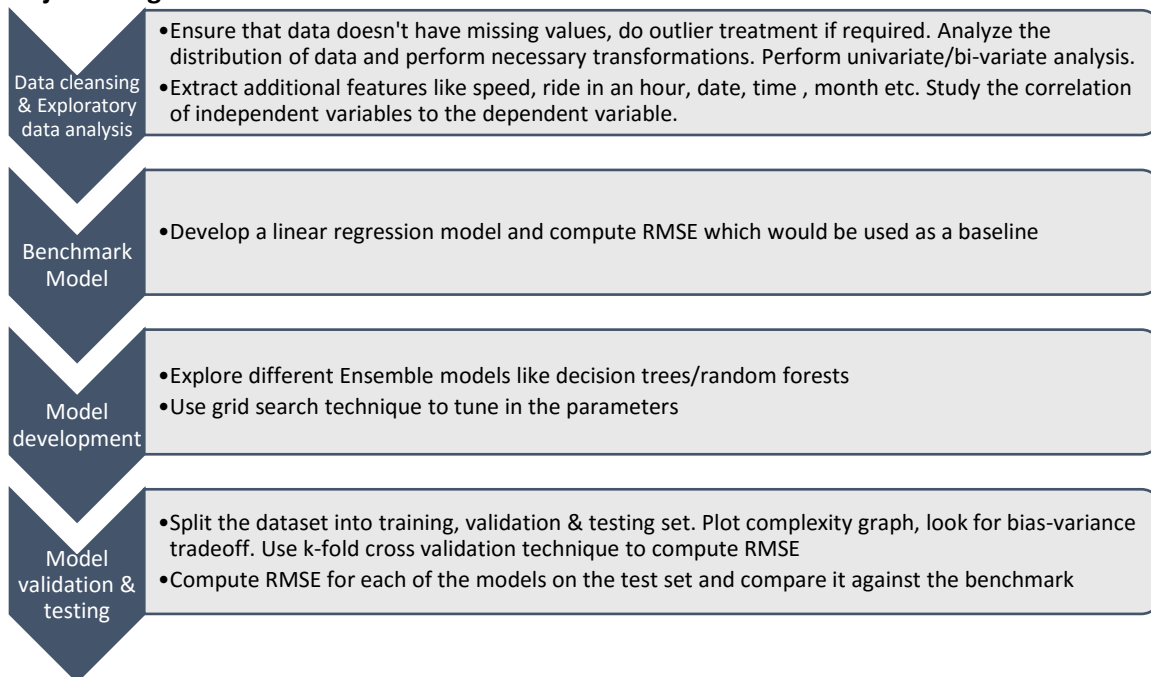 Data cleansing
& Exploratory
data analysis
•Ensure that data doesn't have missing values, do outlier treatment if required. Analyze the
distribution of data and perform necessary transformations. Perform univariate/bi-variate analysis.
•Extract additional features like speed, ride in an hour, date, time , month etc. Study the correlation
of independent variables to the dependent variable.
Benchmark
Model
•Develop a linear regression model and compute RMSE which would be used as a baseline
Model
development
•Explore different Ensemble models like decision trees/random forests
•Use grid search technique to tune in the parameters
Model
validation &
testing
•Split the dataset into training, validation & testing set. Plot complexity graph, look for bias-variance
tradeoff. Use k-fold cross validation technique to compute RMSE
•Compute RMSE for each of the models on the test set and compare it against the benchmark